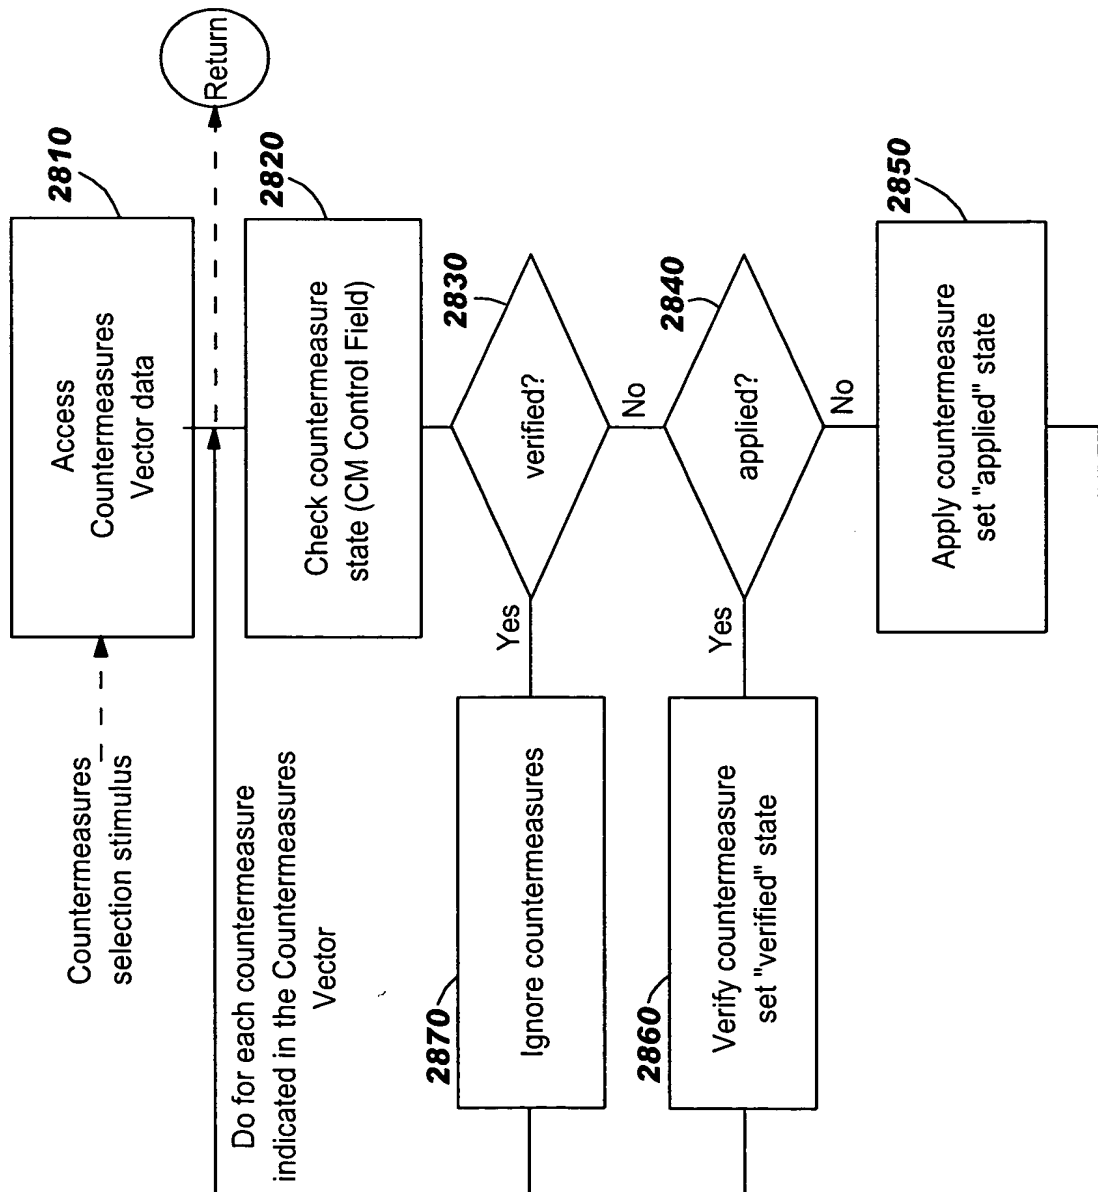 Countermeasures
selection stimulus
2810
Access
Countermeasures
Vector data
Return
Do for each countermeasure
indicated in the Countermeasures
Vector
2820
Check countermeasure
state (CM Control Field)
2830
verified?
Yes
No
2870
Ignore countermeasures
2840
applied?
Yes
No
2860
Verify countermeasure
set "verified" state
2850
Apply countermeasure
set "applied" state